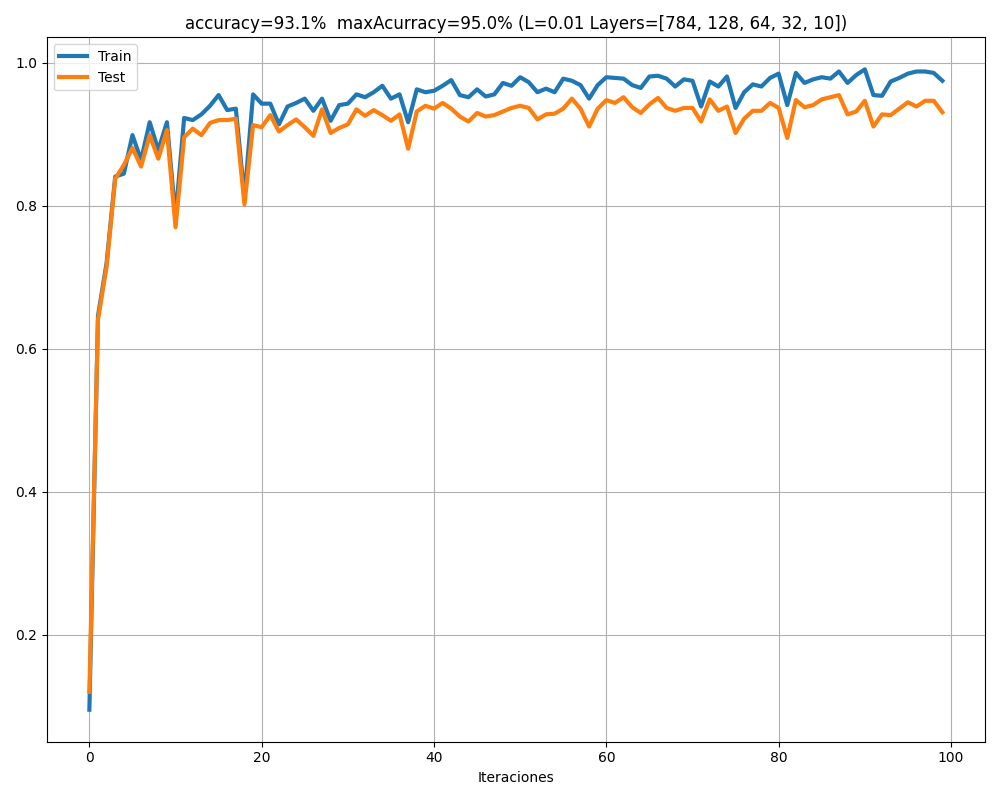 accuracy=93.1%  maxAcurracy=95.0% (L=0.01 Layers=[784, 128, 64, 32, 10])
Train
Test
1.0
0.8
0.6
0.4
0.2
0 20 40 60 80 100
Iteraciones